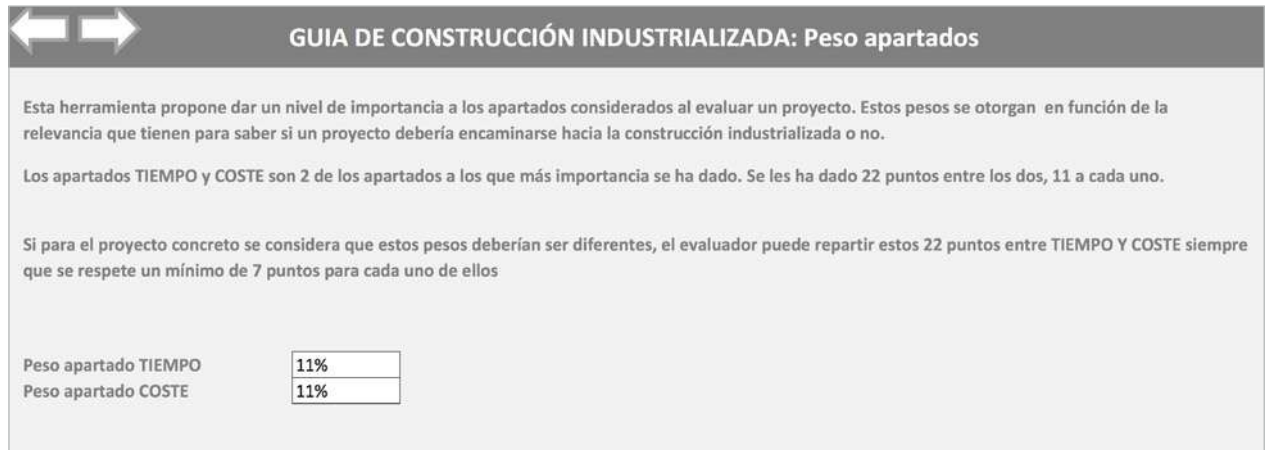 GUIA DE CONSTRUCCIÓN INDUSTRIALIZADA: Peso apartados
Esta herramienta propone dar un nivel de importancia a los apartados considerados al evaluar un proyecto. Estos pesos se otorgan en función de la
relevancia que tienen para saber si un proyecto debería encaminarse hacia la construcción industrializada o no.
Los apartados TIEMPO y COSTE son 2 de los apartados a los que más importancia se ha dado. Se les ha dado 22 puntos entre los dos, 11 a cada uno.
Si para el proyecto concreto se considera que estos pesos deberían ser diferentes, el evaluador puede repartir estos 22 puntos entre TIEMPO Y COSTE siempre
que se respete un mínimo de 7 puntos para cada uno de ellos
Peso apartado TIEMPO 11%
Peso apartado COSTE 11%